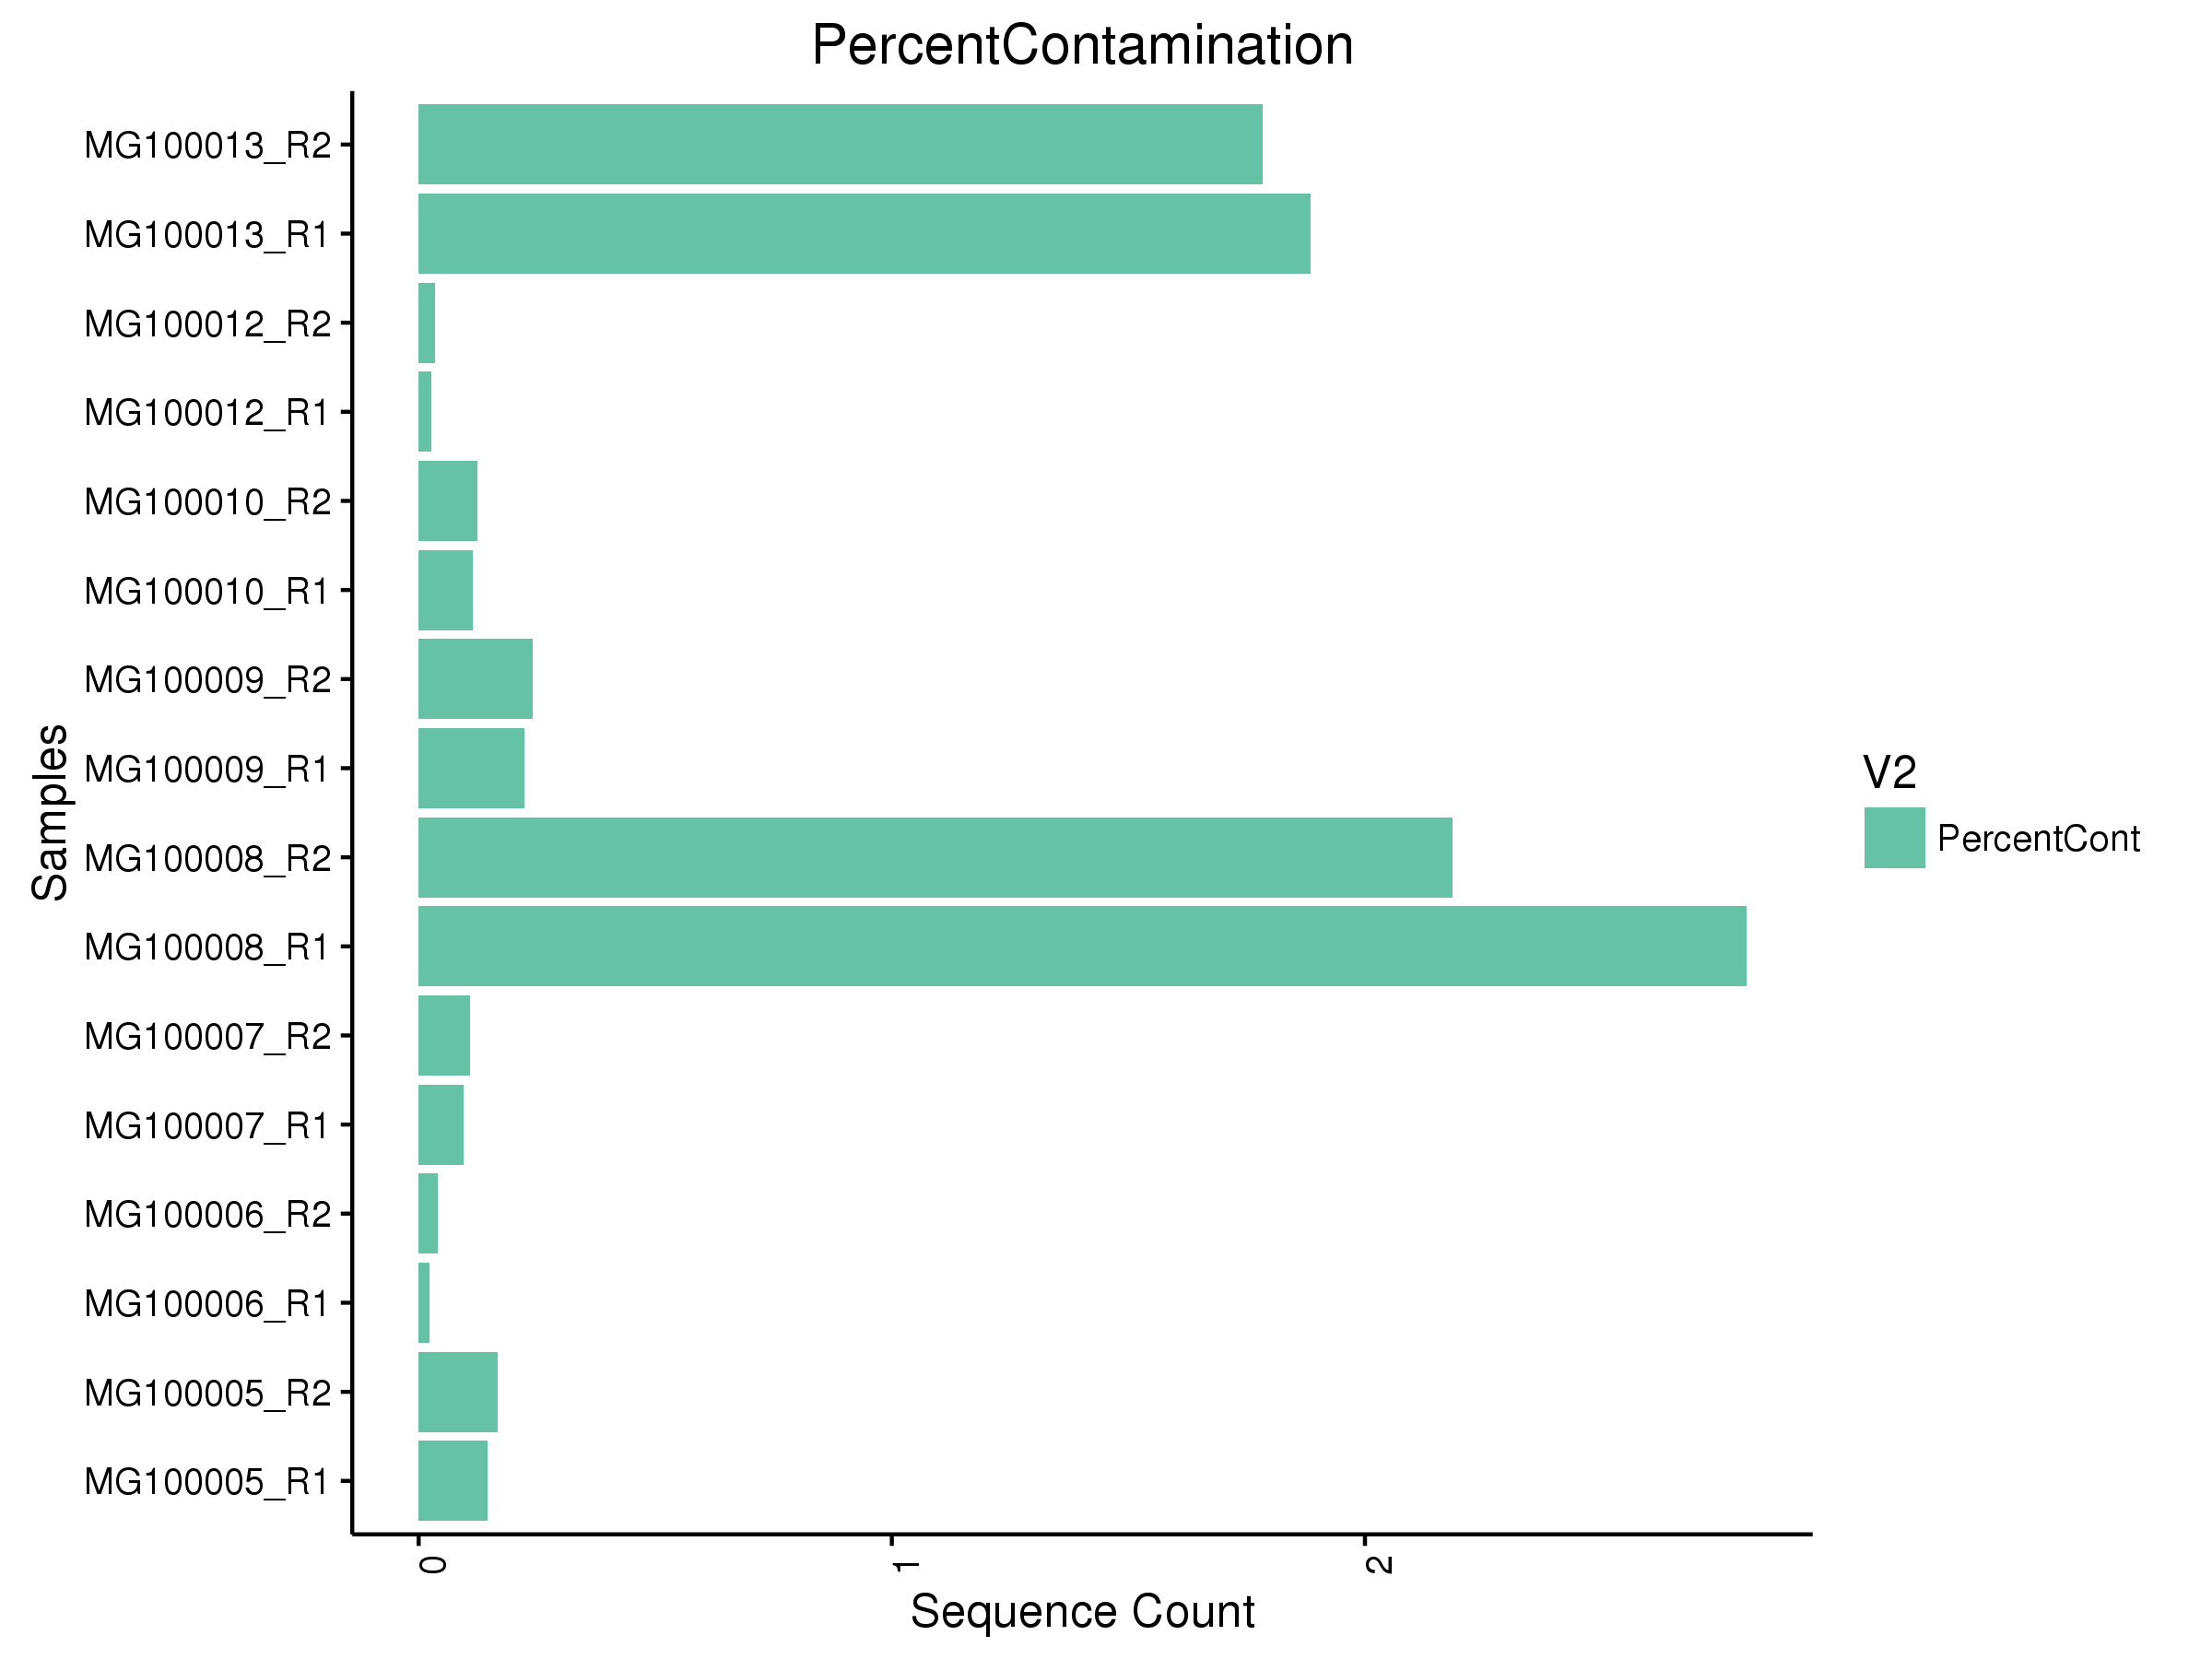 PercentContamination
MG100013_R2
MG100013_R1
MG100012_R2
MG100012_R1
MG100010_R2
MG100010_R1
MG100009_R2
MG100009_R1
MG100008_R2
MG100008_R1
MG100007_R2
MG100007_R1
MG100006_R2
MG100006_R1
MG100005_R2
MG100005_R1
Samples
0
1
2
Sequence Count
V2
PercentCont